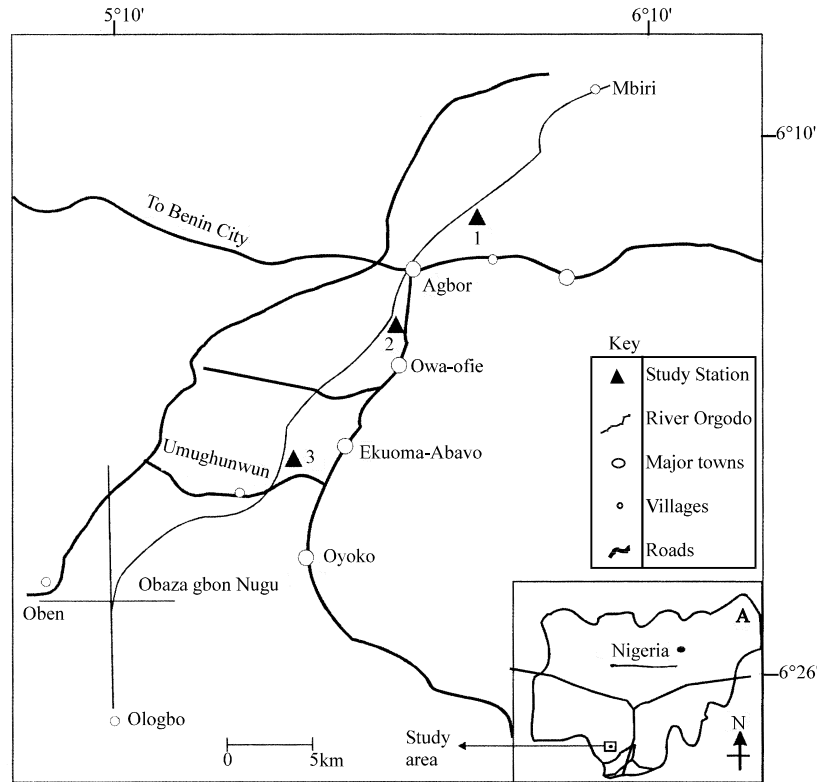 5°10'
6°10'
Mbiri
6°10'
To Benin City
1
Agbor
2
Owa-ofie
Umughunwun
3
Ekuoma-Abavo
Oyoko
Obaza gbon Nugu
Oben
Ologbo
0 5km
Key
Study Station
River Orgodo
Major towns
Villages
Roads
A
Nigeria
6°26'
N
Study
area